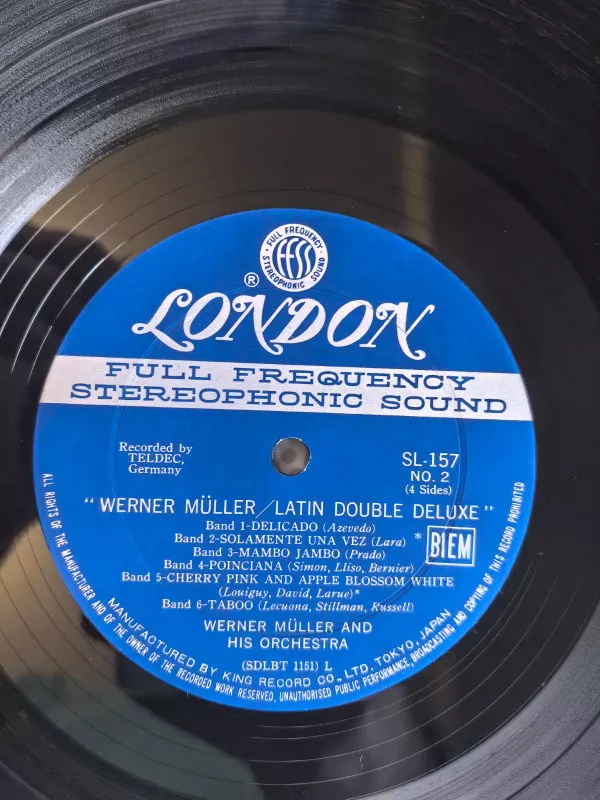 FULL FREQUENCY
FFSS
STEREOPHONIC SOUND
®
LONDON
FULL FREQUENCY
STEREOPHONIC SOUND
Recorded by
TELDEC,
Germany
SL-157
NO. 2
(4 Sides)
"WERNER MÜLLER/LATIN DOUBLE DELUXE"
Band 1-DELICADO (Azevedo)
Band 2-SOLAMENTE UNA VEZ (Lara)
Band 3-MAMBO JAMBO (Prado)
Band 4-POINCIANA (Simon, Lliso, Bernier)
Band 5-CHERRY PINK AND APPLE BLOSSOM WHITE
(Louiguy, David, Larue)*
Band 6-TABOO (Lecuona, Stillman, Russell)
* BIEM
WERNER MÜLLER AND
HIS ORCHESTRA
(SDLBT 1151) L
MANUFACTURED BY KING RECORD CO., LTD. TOKYO, JAPAN
ALL RIGHTS OF THE MANUFACTURER AND OF THE OWNER OF THE RECORDED WORK RESERVED, UNAUTHORISED PUBLIC PERFORMANCE, BROADCASTING AND COPYING OF THIS RECORD PROHIBITED